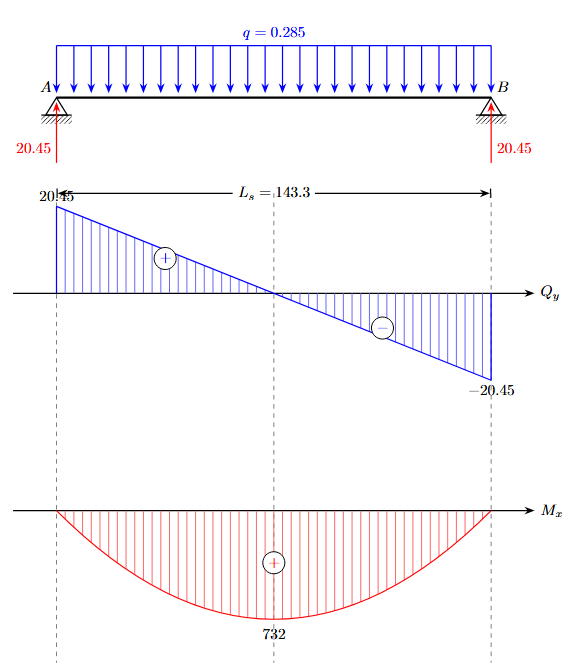 q = 0.285
A
B
20.45
20.45
L_s = 143.3
20.45
+
Q_y
−
−20.45
M_x
+
732